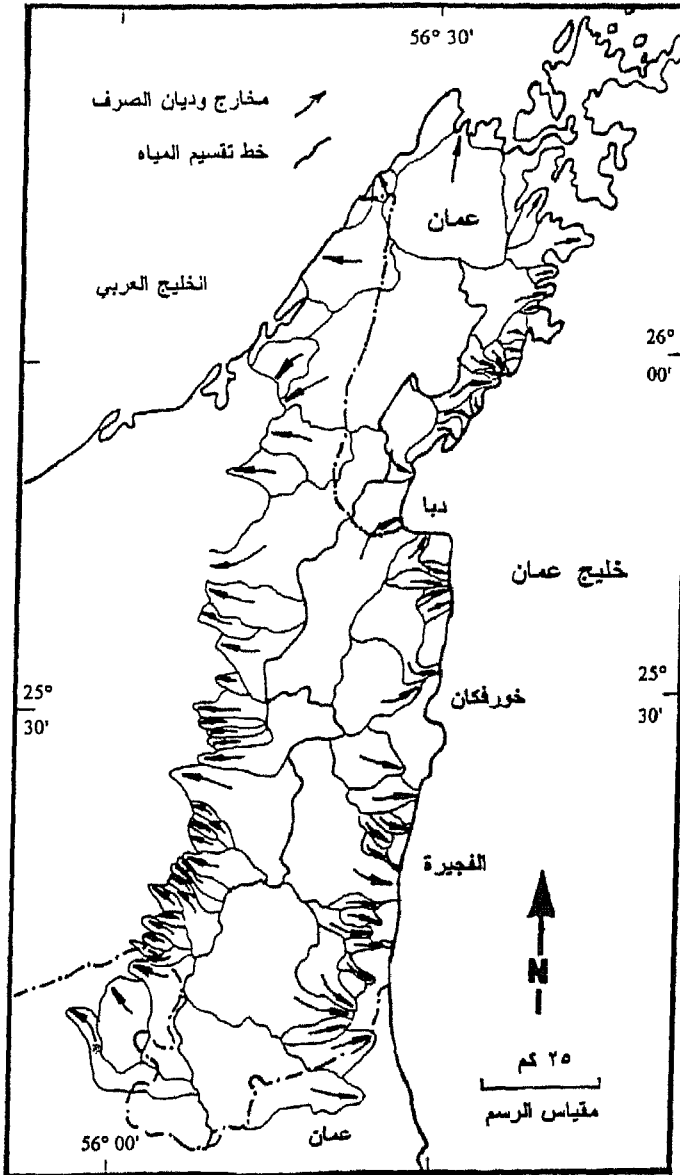 56° 30'
مخارج وديان الصرف
خط تقسيم المياه
عمان
الخليج العربي
26°
00'
دبا
خليج عمان
25°
30'
خورفكان
25°
30'
الفجيرة
N
٢٥ كم
مقياس الرسم
عمان
56° 00'